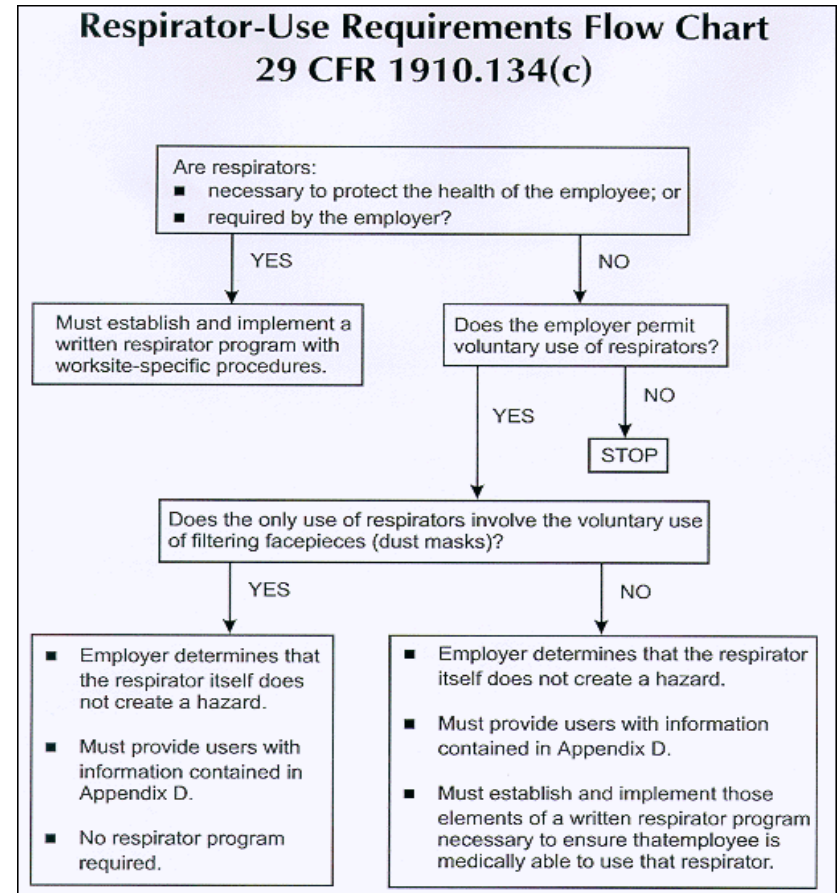 Respirator-Use Requirements Flow Chart
29 CFR 1910.134(c)
Are respirators:
■ necessary to protect the health of the employee; or
■ required by the employer?
YES
NO
Must establish and implement a
written respirator program with
worksite-specific procedures.
Does the employer permit
voluntary use of respirators?
YES
NO
STOP
Does the only use of respirators involve the voluntary use
of filtering facepieces (dust masks)?
YES
NO
■ Employer determines that
the respirator itself does
not create a hazard.
■ Must provide users with
information contained in
Appendix D.
■ No respirator program
required.
■ Employer determines that the respirator
itself does not create a hazard.
■ Must provide users with information
contained in Appendix D.
■ Must establish and implement those
elements of a written respirator program
necessary to ensure thatemployee is
medically able to use that respirator.